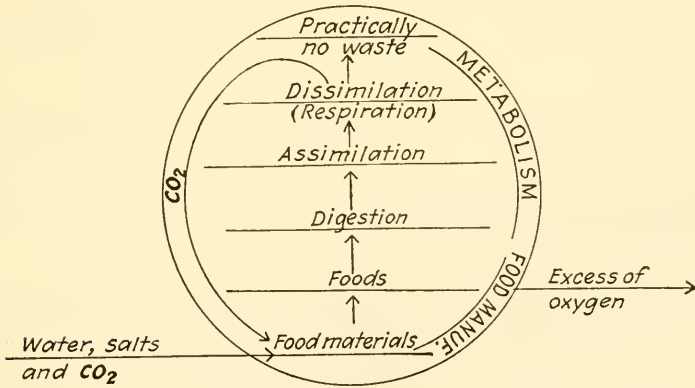 Practically
no waste
METABOLISM
Dissimilation
(Respiration)
CO₂
Assimilation
Digestion
FOOD MANUF.
Foods
Excess of
oxygen
Water, salts
and CO₂
Food materials